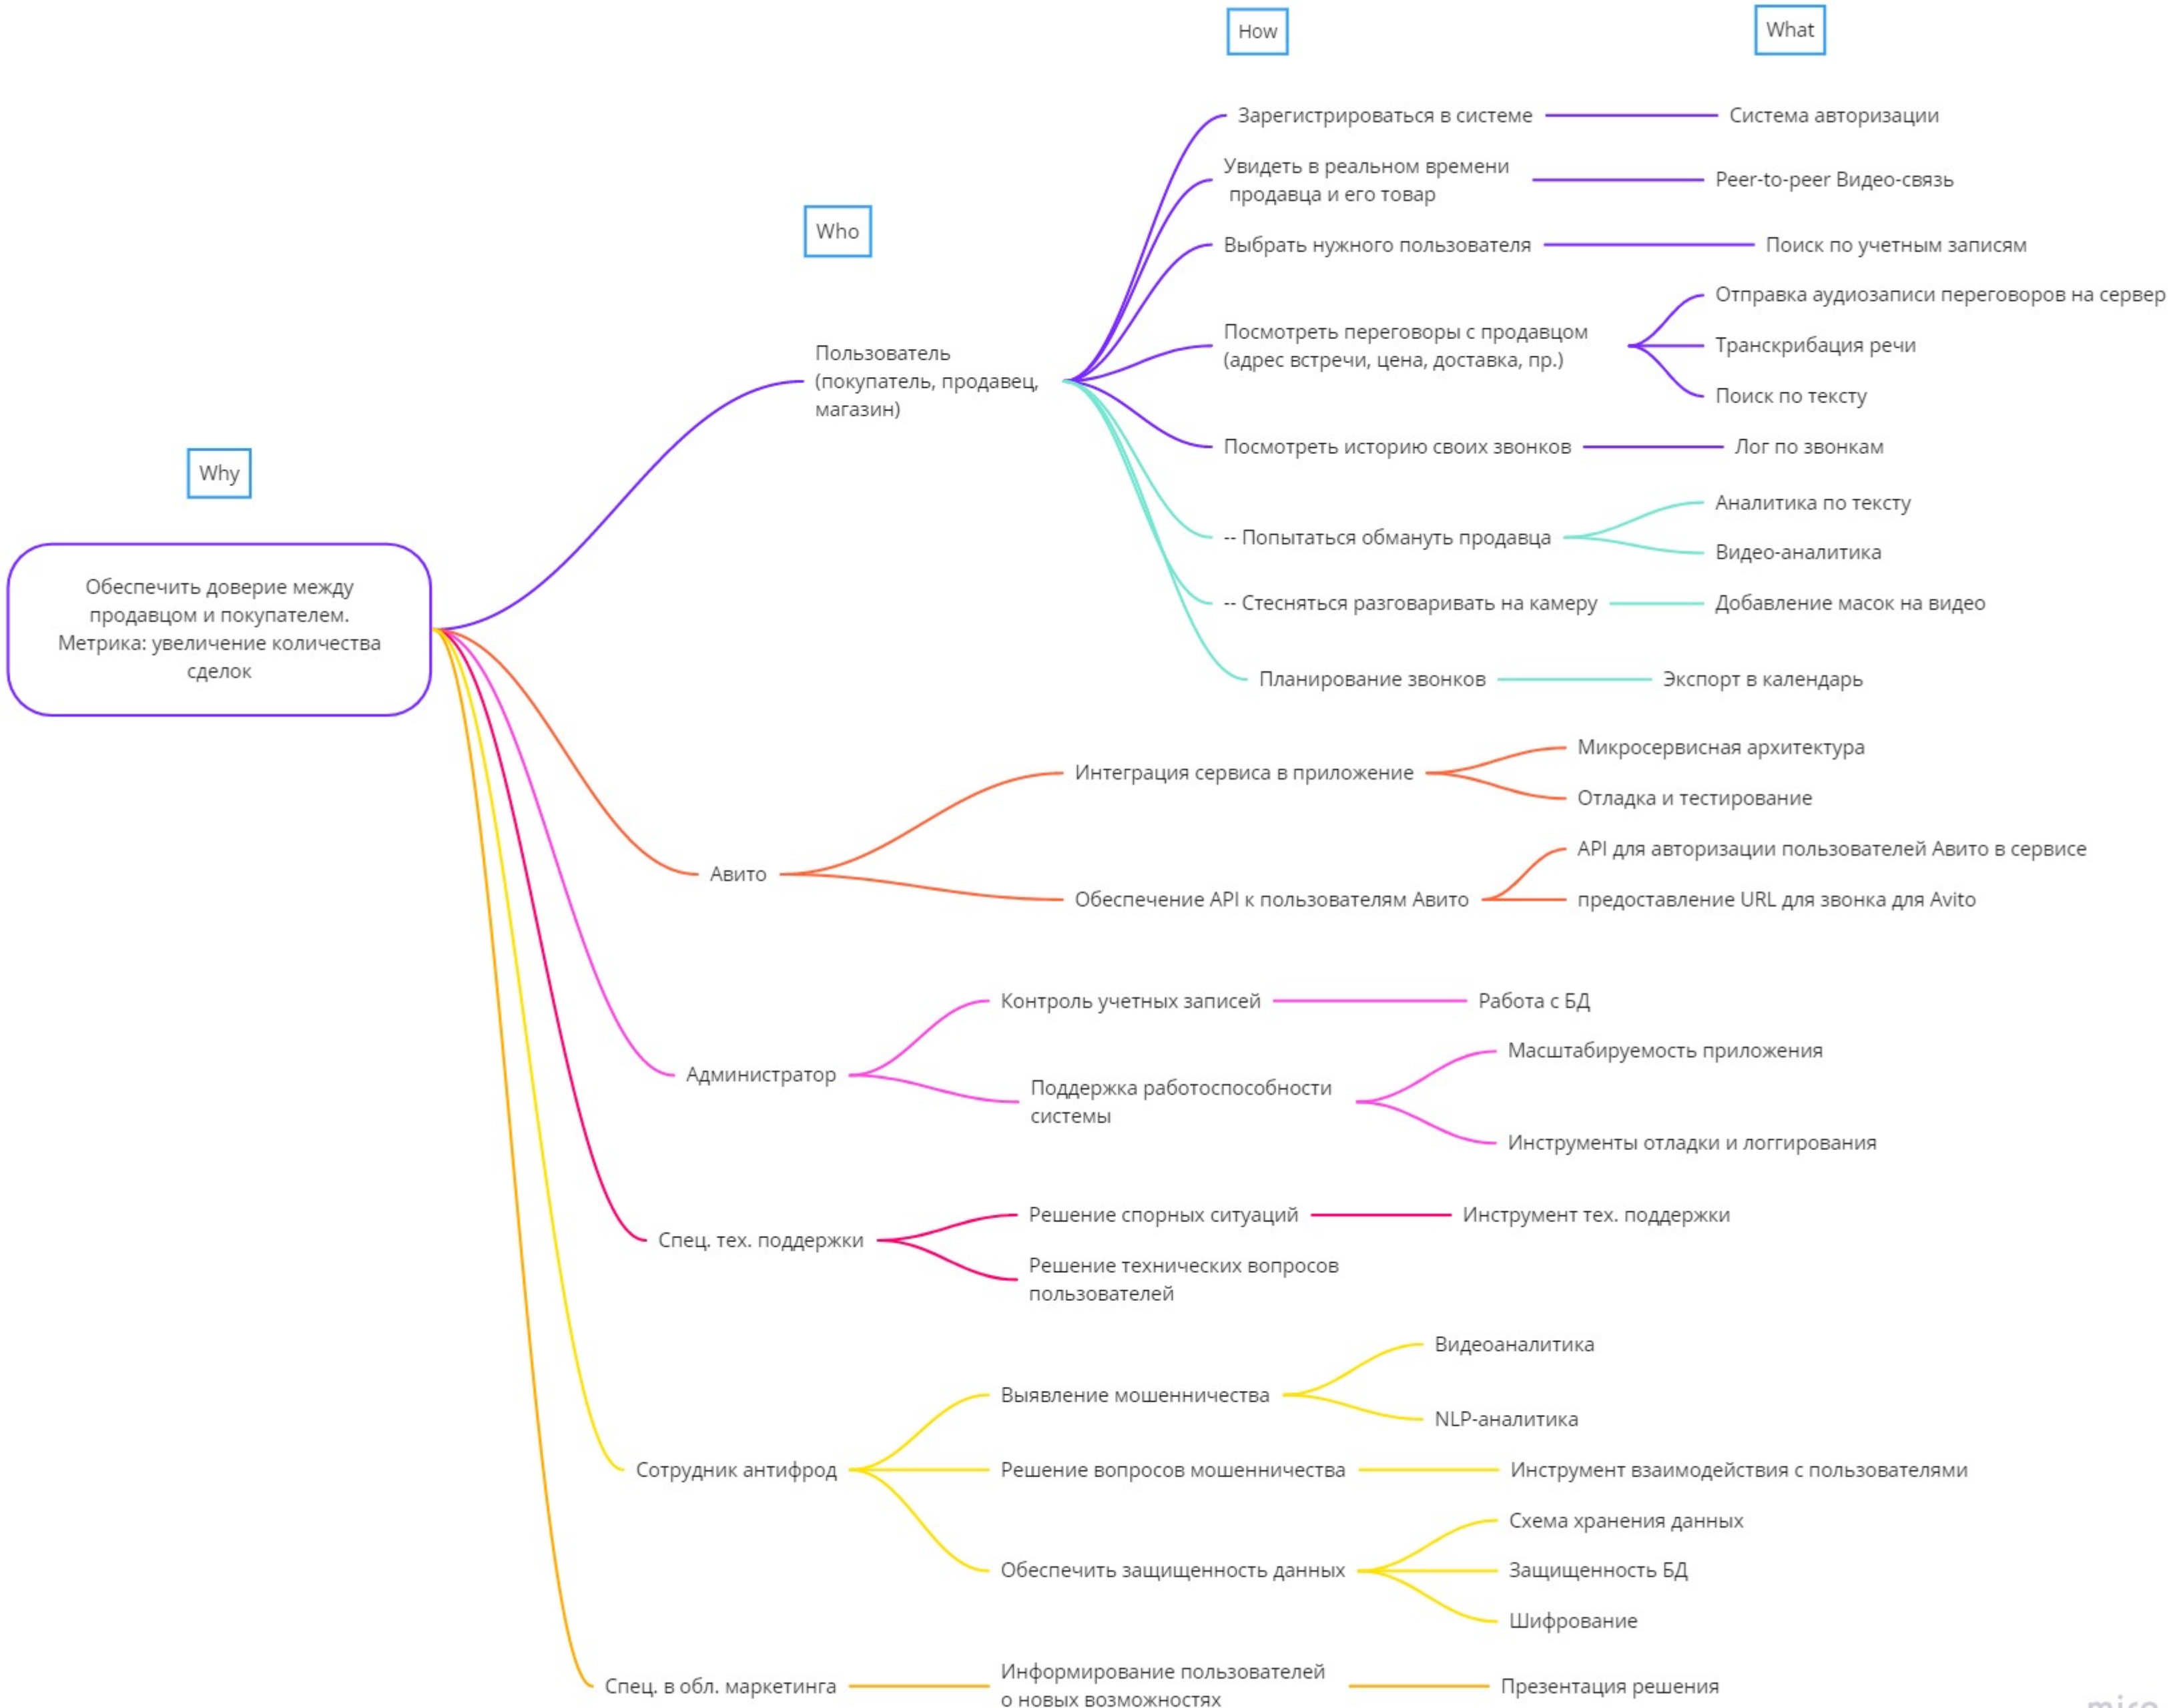 How
What
Who
Why
Обеспечить доверие между
продавцом и покупателем.
Метрика: увеличение количества
сделок
Пользователь
(покупатель, продавец,
магазин)
Зарегистрироваться в системе
Система авторизации
Увидеть в реальном времени
продавца и его товар
Peer-to-peer Видео-связь
Выбрать нужного пользователя
Поиск по учетным записям
Посмотреть переговоры с продавцом
(адрес встречи, цена, доставка, пр.)
Отправка аудиозаписи переговоров на сервер
Транскрибация речи
Поиск по тексту
Посмотреть историю своих звонков
Лог по звонкам
-- Попытаться обмануть продавца
Аналитика по тексту
Видео-аналитика
-- Стесняться разговаривать на камеру
Добавление масок на видео
Планирование звонков
Экспорт в календарь
Авито
Интеграция сервиса в приложение
Микросервисная архитектура
Отладка и тестирование
Обеспечение API к пользователям Авито
API для авторизации пользователей Авито в сервисе
предоставление URL для звонка для Avito
Администратор
Контроль учетных записей
Работа с БД
Поддержка работоспособности
системы
Масштабируемость приложения
Инструменты отладки и логгирования
Спец. тех. поддержки
Решение спорных ситуаций
Инструмент тех. поддержки
Решение технических вопросов
пользователей
Сотрудник антифрод
Выявление мошенничества
Видеоаналитика
NLP-аналитика
Решение вопросов мошенничества
Инструмент взаимодействия с пользователями
Обеспечить защищенность данных
Схема хранения данных
Защищенность БД
Шифрование
Спец. в обл. маркетинга
Информирование пользователей
о новых возможностях
Презентация решения
miro